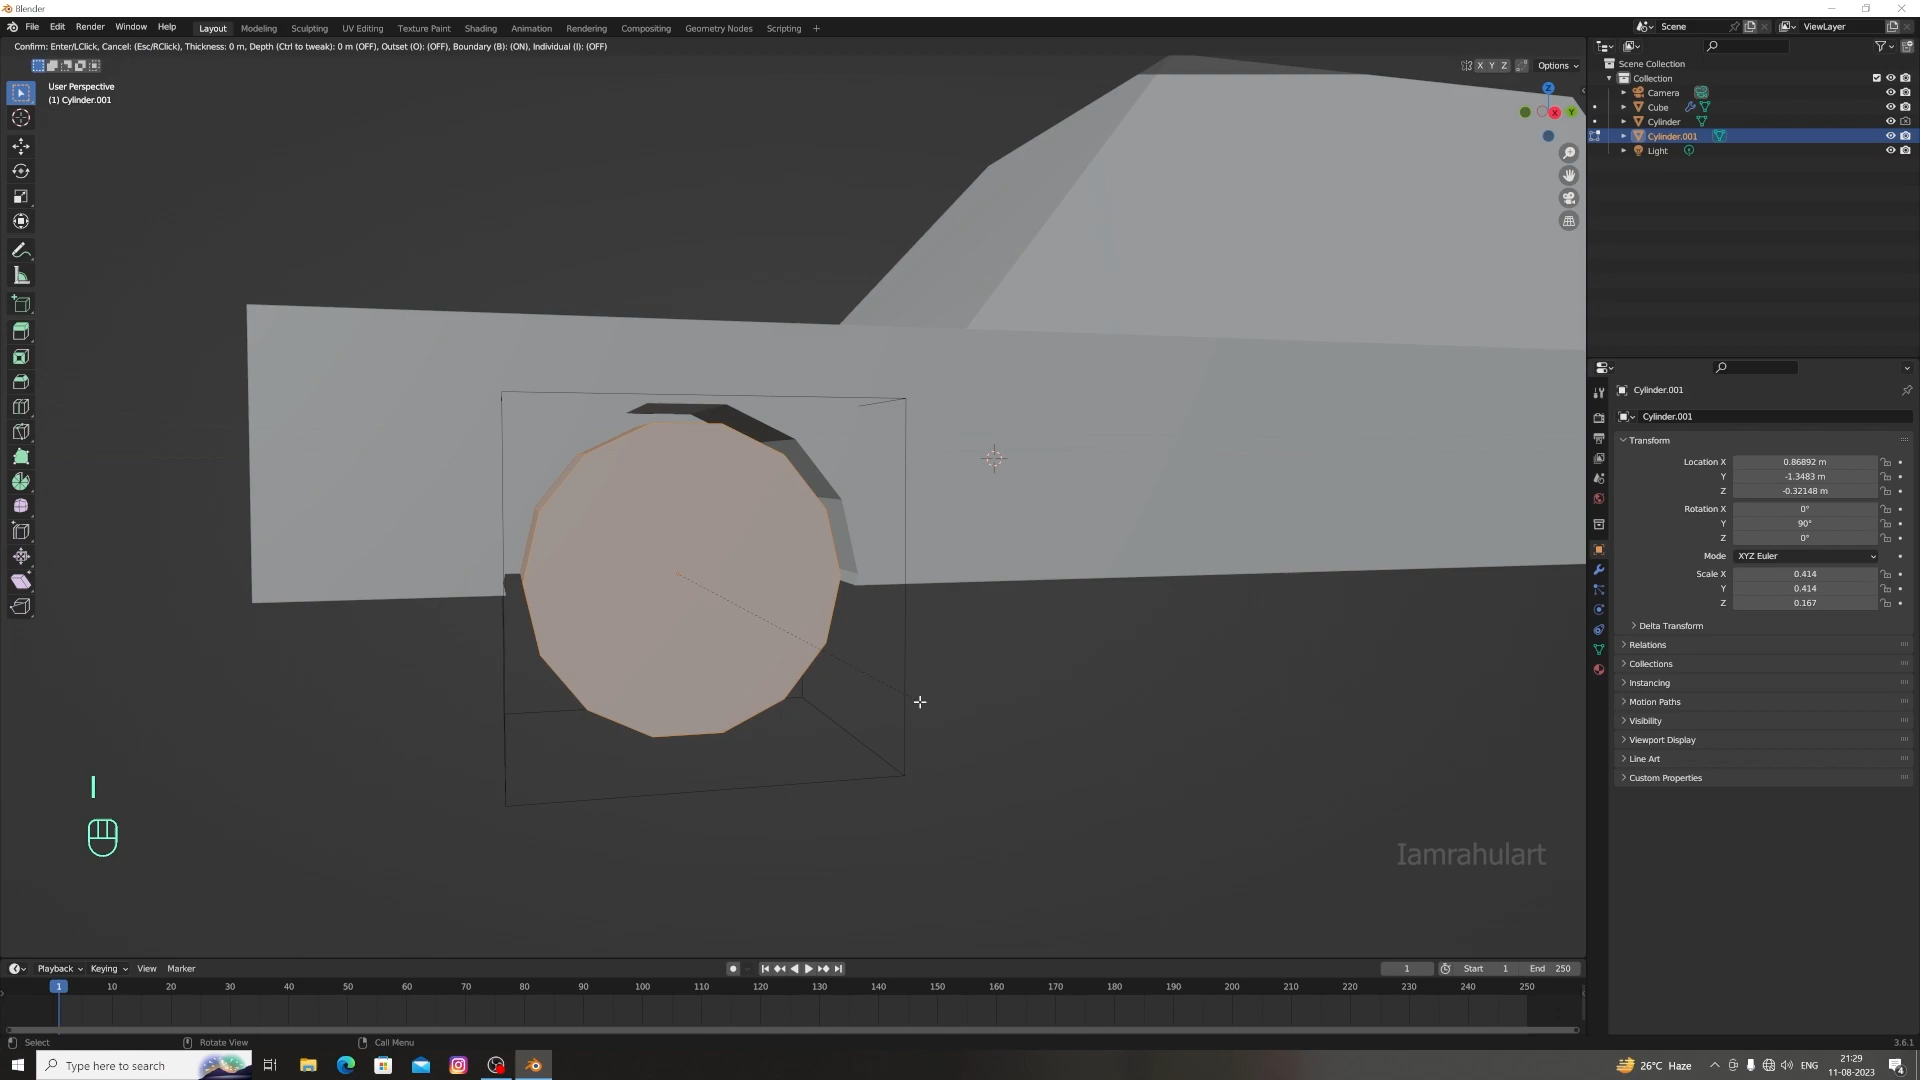 Blender
File Edit Render Window Help Layout Modeling Sculpting UV Editing Texture Paint Shading Animation Rendering Compositing Geometry Nodes Scripting + Scene ViewLayer
Confirm: Enter/LClick, Cancel: (Esc/RClick), Thickness: 0 m, Depth (Ctrl to tweak): 0 m (OFF), Outset (O): (OFF), Boundary (B): (ON), Individual (I): (OFF)
X Y Z Options
User Perspective
(1) Cylinder.001
Z
X
Y
Scene Collection
Collection
Camera
Cube
Cylinder
Cylinder.001
Light
Cylinder.001
Cylinder.001
Transform
Location X 0.86892 m
Y -1.3483 m
Z -0.32148 m
Rotation X 0°
Y 90°
Z 0°
Mode XYZ Euler
Scale X 0.414
Y 0.414
Z 0.167
Delta Transform
Relations
Collections
Instancing
Motion Paths
Visibility
Viewport Display
Line Art
Custom Properties
I
Iamrahulart
Playback Keying View Marker 1 Start 1 End 250
1 10 20 30 40 50 60 70 80 90 100 110 120 130 140 150 160 170 180 190 200 210 220 230 240 250
Select Rotate View Call Menu 3.6.1
Type here to search 26°C Haze ENG 21:29 11-08-2023 4